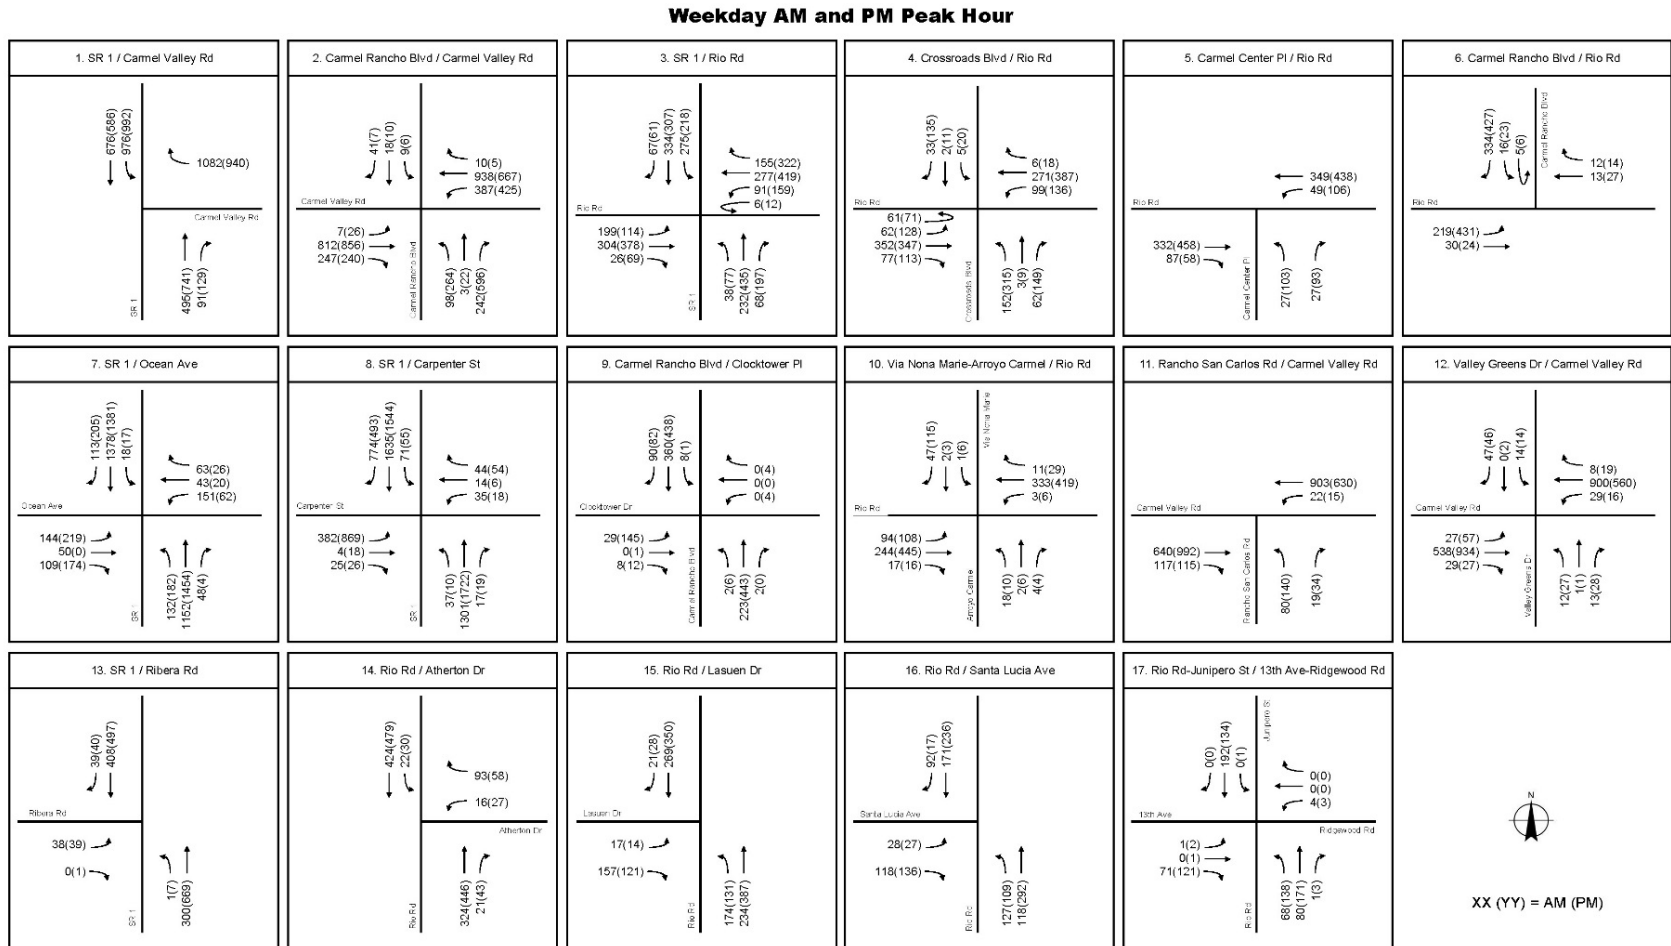 Weekday AM and PM Peak Hour
1. SR 1 / Carmel Valley Rd
676(586)
976(992)
1082(940)
Carmel Valley Rd
SR 1
495(741)
91(129)
2. Carmel Rancho Blvd / Carmel Valley Rd
41(7)
18(10)
9(6)
10(5)
938(667)
387(425)
Carmel Valley Rd
7(26)
812(856)
247(240)
Carmel Rancho Blvd
98(264)
3(22)
242(596)
3. SR 1 / Rio Rd
67(61)
334(307)
275(218)
155(322)
277(419)
91(159)
6(12)
Rio Rd
199(114)
304(378)
26(69)
SR 1
38(77)
232(435)
68(197)
4. Crossroads Blvd / Rio Rd
33(135)
2(11)
5(20)
6(18)
271(387)
99(136)
Rio Rd
61(71)
62(128)
352(347)
77(113)
Crossroads Blvd
152(315)
3(9)
62(149)
5. Carmel Center Pl / Rio Rd
349(438)
49(106)
Rio Rd
332(458)
87(58)
Carmel Center Pl
27(103)
27(93)
6. Carmel Rancho Blvd / Rio Rd
334(427)
16(23)
5(6)
Carmel Rancho Blvd
12(14)
13(27)
Rio Rd
219(431)
30(24)
7. SR 1 / Ocean Ave
113(205)
1378(1381)
18(17)
63(26)
43(20)
151(62)
Ocean Ave
144(219)
50(0)
109(174)
SR 1
132(182)
1152(1454)
48(4)
8. SR 1 / Carpenter St
774(493)
1635(1544)
71(55)
44(54)
14(6)
35(18)
Carpenter St
382(869)
4(18)
25(26)
SR 1
37(10)
1301(1722)
17(19)
9. Carmel Rancho Blvd / Clocktower Pl
90(82)
360(438)
8(1)
0(4)
0(0)
0(4)
Clocktower Dr
29(145)
0(1)
8(12)
Carmel Rancho Blvd
2(6)
223(443)
2(0)
10. Via Nona Marie-Arroyo Carmel / Rio Rd
47(115)
2(3)
1(6)
Via Nona Marie
11(29)
333(419)
3(6)
Rio Rd
94(108)
244(445)
17(16)
Arroyo Carmel
18(10)
2(6)
4(4)
11. Rancho San Carlos Rd / Carmel Valley Rd
903(630)
22(15)
Carmel Valley Rd
640(992)
117(115)
Rancho San Carlos Rd
80(140)
19(34)
12. Valley Greens Dr / Carmel Valley Rd
47(46)
0(2)
14(14)
8(19)
900(560)
29(16)
Carmel Valley Rd
27(57)
538(934)
29(27)
Valley Greens Dr
12(27)
1(1)
13(28)
13. SR 1 / Ribera Rd
39(40)
408(497)
Ribera Rd
38(39)
0(1)
SR 1
1(7)
300(669)
14. Rio Rd / Atherton Dr
424(479)
22(30)
93(58)
16(27)
Atherton Dr
Rio Rd
324(446)
21(43)
15. Rio Rd / Lasuen Dr
21(28)
269(350)
Lasuen Dr
17(14)
157(121)
Rio Rd
174(131)
234(387)
16. Rio Rd / Santa Lucia Ave
92(17)
171(236)
Santa Lucia Ave
28(27)
118(136)
Rio Rd
127(109)
118(292)
17. Rio Rd-Junipero St / 13th Ave-Ridgewood Rd
0(0)
192(134)
0(1)
Junipero St
0(0)
0(0)
4(3)
13th Ave
Ridgewood Rd
1(2)
0(1)
71(121)
Rio Rd
68(138)
80(171)
1(3)
N
XX (YY) = AM (PM)